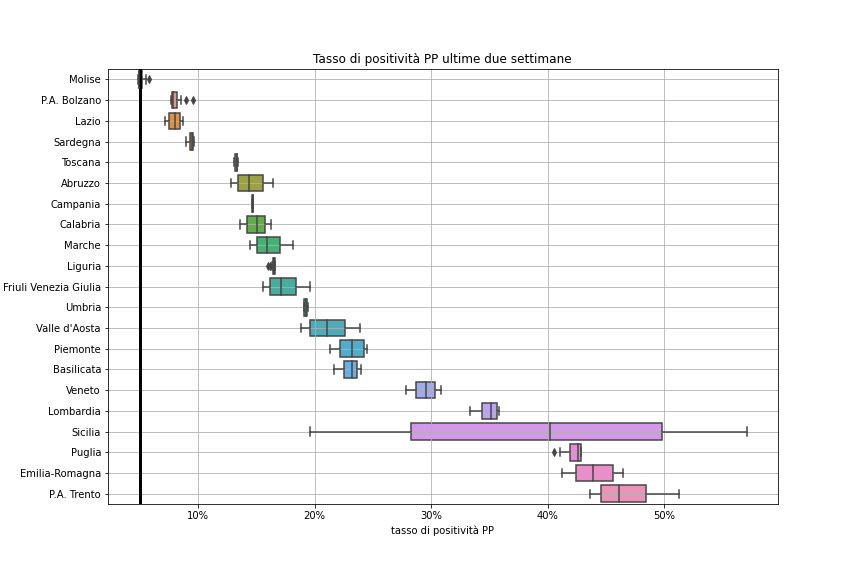 Tasso di positività PP ultime due settimane
Molise
P.A. Bolzano
Lazio
Sardegna
Toscana
Abruzzo
Campania
Calabria
Marche
Liguria
Friuli Venezia Giulia
Umbria
Valle d'Aosta
Piemonte
Basilicata
Veneto
Lombardia
Sicilia
Puglia
Emilia-Romagna
P.A. Trento
10% 20% 30% 40% 50%
tasso di positività PP